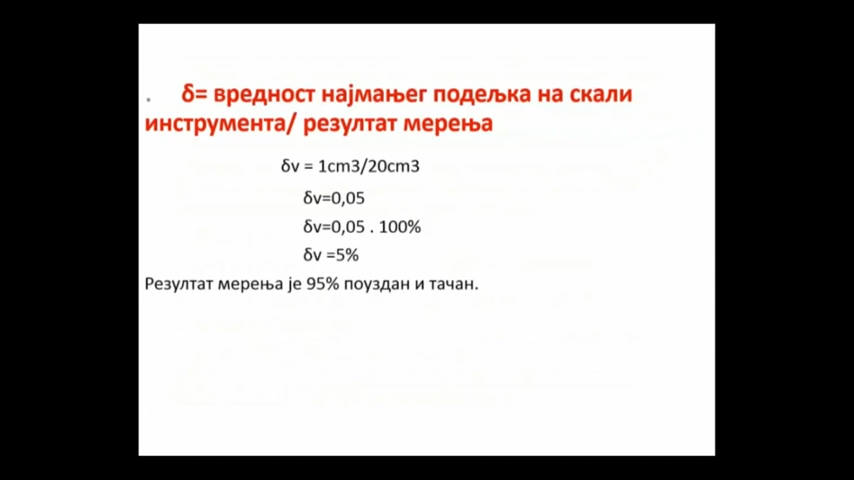 . δ= вредност најмањег подељка на скали
инструмента/ резултат мерења
δv = 1cm3/20cm3
δv=0,05
δv=0,05 . 100%
δv =5%
Резултат мерења је 95% поуздан и тачан.